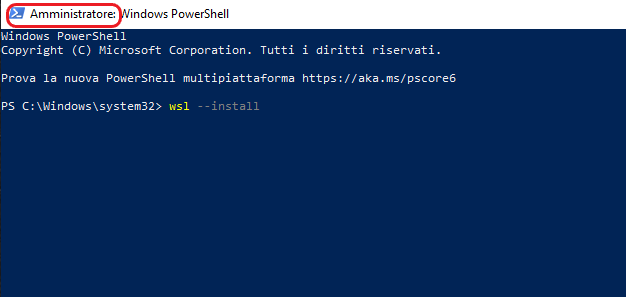 Amministratore: Windows PowerShell
Windows PowerShell
Copyright (C) Microsoft Corporation. Tutti i diritti riservati.
Prova la nuova PowerShell multipiattaforma https://aka.ms/pscore6
PS C:\Windows\system32> wsl --install